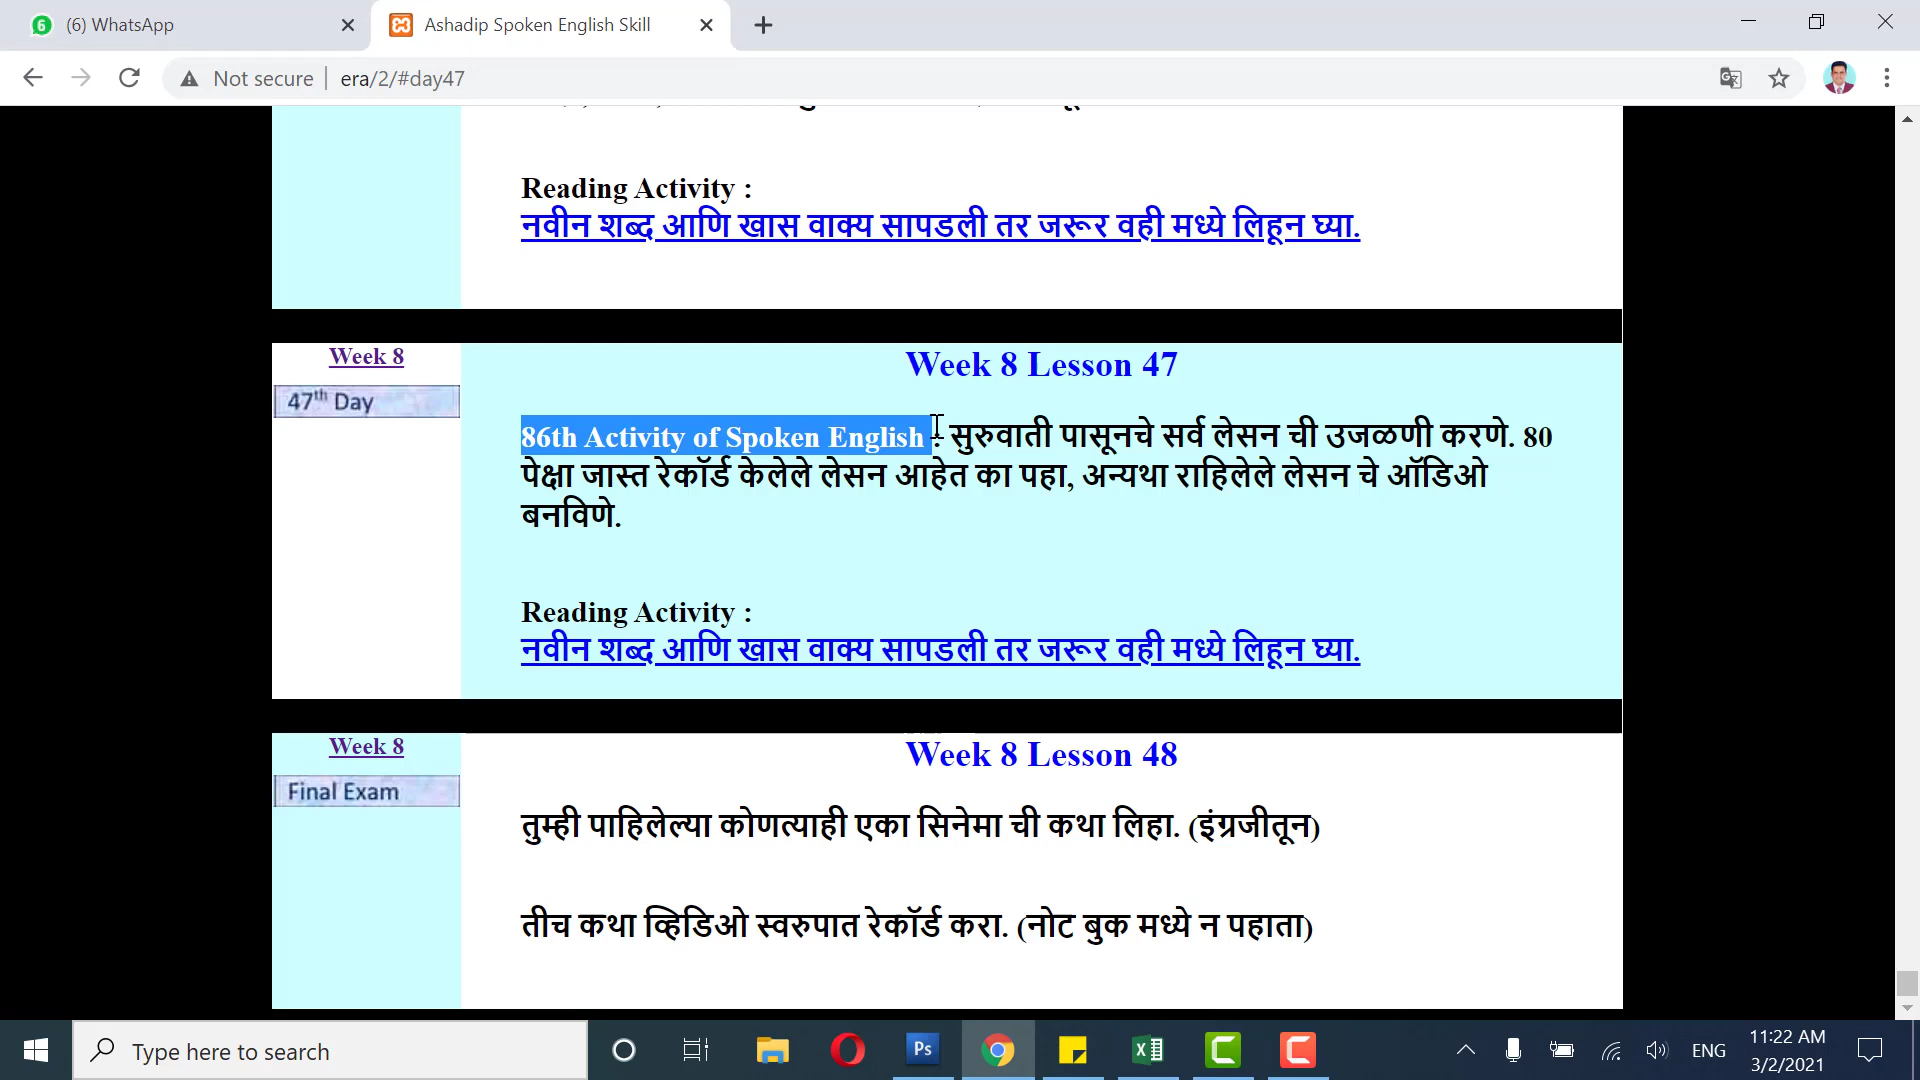 (6) WhatsApp
Ashadip Spoken English Skill
Not secure
era/2/#day47
Reading Activity :
नवीन शब्द आणि खास वाक्य सापडली तर जरूर वही मध्ये लिहून घ्या.
Week 8
47th Day
Week 8 Lesson 47
86th Activity of Spoken English : सुरुवाती पासूनचे सर्व लेसन ची उजळणी करणे. 80
पेक्षा जास्त रेकॉर्ड केलेले लेसन आहेत का पहा, अन्यथा राहिलेले लेसन चे ऑडिओ
बनविणे.
Reading Activity :
नवीन शब्द आणि खास वाक्य सापडली तर जरूर वही मध्ये लिहून घ्या.
Week 8
Final Exam
Week 8 Lesson 48
तुम्ही पाहिलेल्या कोणत्याही एका सिनेमा ची कथा लिहा. (इंग्रजीतून)
तीच कथा व्हिडिओ स्वरुपात रेकॉर्ड करा. (नोट बुक मध्ये न पहाता)
Type here to search
Ps
ENG
11:22 AM
3/2/2021